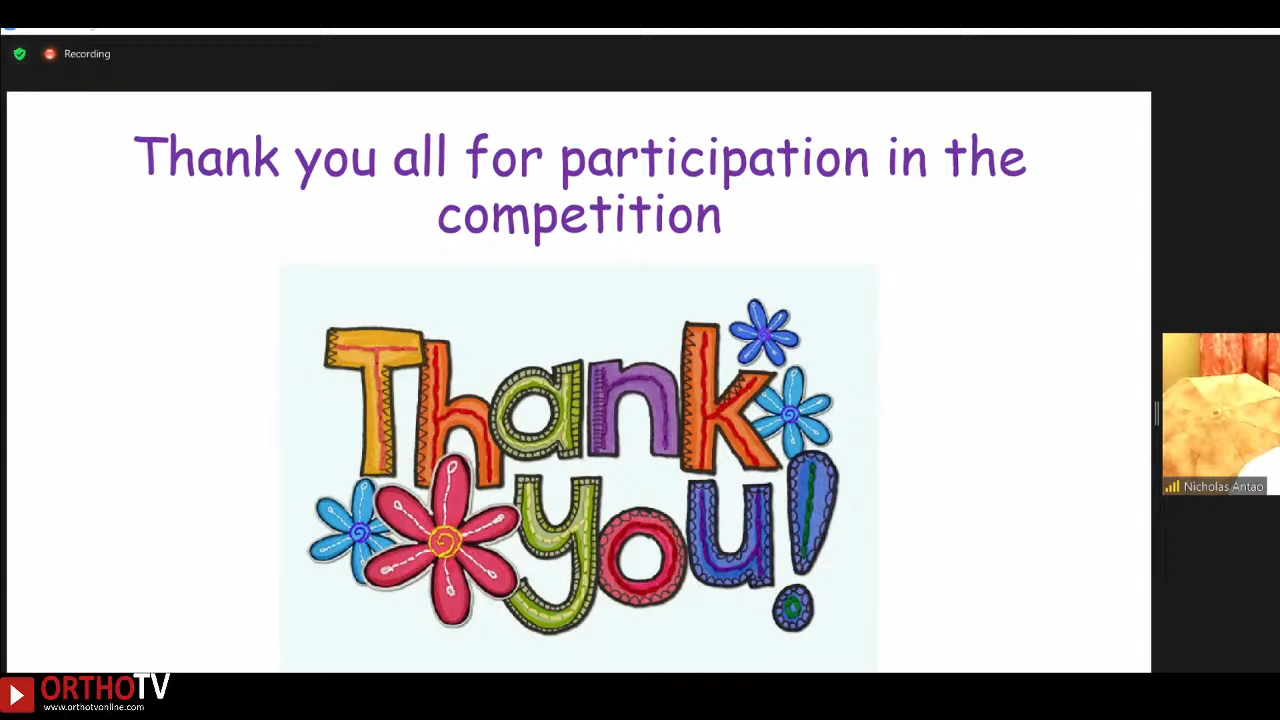 Recording
Thank you all for participation in the
competition
Thank
you!
Nicholas Antao
ORTHOTV
www.orthotvonline.com